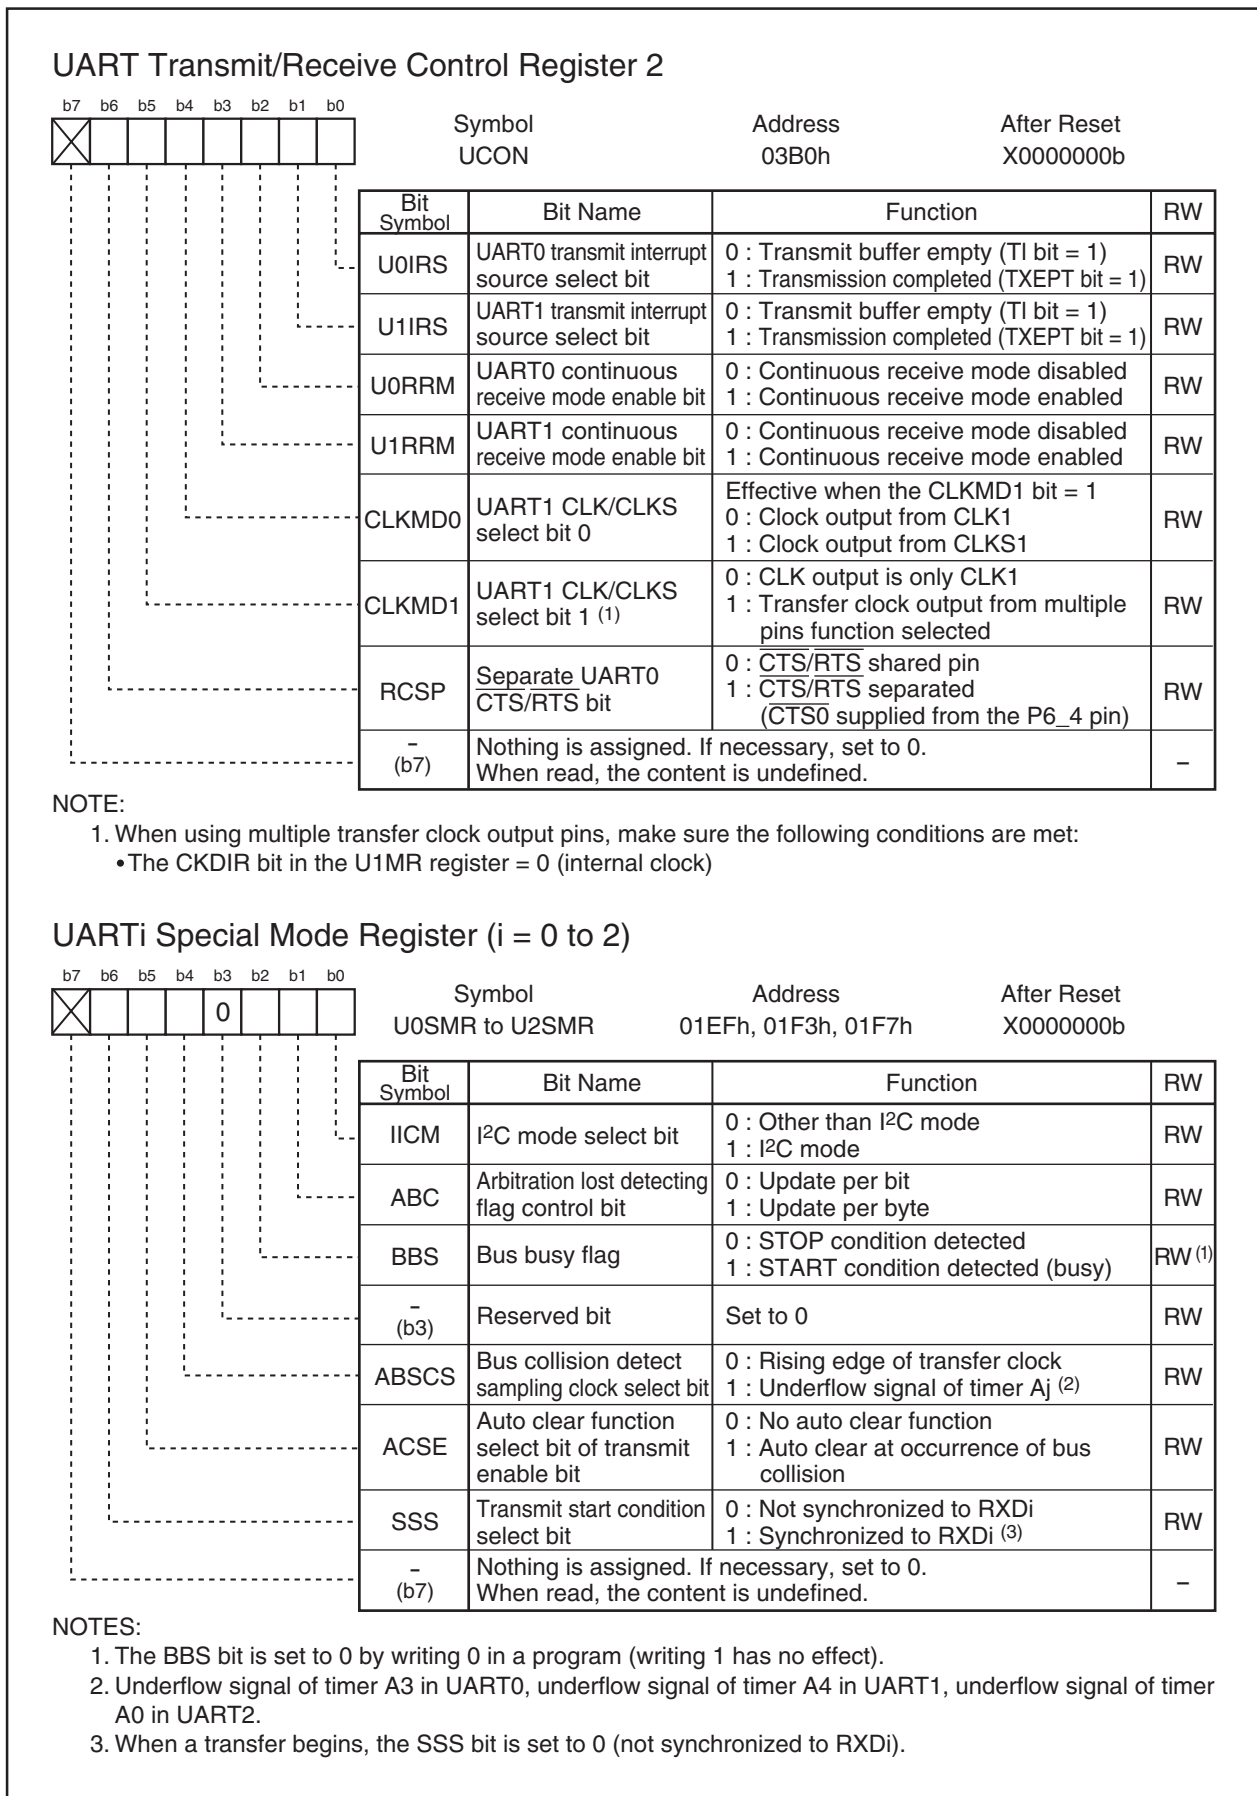 UART Transmit/Receive Control Register 2
b7 b6 b5 b4 b3 b2 b1 b0
Symbol Address After Reset
UCON 03B0h X0000000b
Bit Symbol Bit Name Function RW
U0IRS UART0 transmit interrupt source select bit 0 : Transmit buffer empty (TI bit = 1) RW
1 : Transmission completed (TXEPT bit = 1)
U1IRS UART1 transmit interrupt source select bit 0 : Transmit buffer empty (TI bit = 1) RW
1 : Transmission completed (TXEPT bit = 1)
U0RRM UART0 continuous receive mode enable bit 0 : Continuous receive mode disabled RW
1 : Continuous receive mode enabled
U1RRM UART1 continuous receive mode enable bit 0 : Continuous receive mode disabled RW
1 : Continuous receive mode enabled
CLKMD0 UART1 CLK/CLKS select bit 0 Effective when the CLKMD1 bit = 1 RW
0 : Clock output from CLK1
1 : Clock output from CLKS1
CLKMD1 UART1 CLK/CLKS select bit 1 (1) 0 : CLK output is only CLK1 RW
1 : Transfer clock output from multiple
pins function selected
RCSP Separate UART0 CTS/RTS bit 0 : CTS/RTS shared pin RW
1 : CTS/RTS separated
(CTS0 supplied from the P6_4 pin)
– (b7) Nothing is assigned. If necessary, set to 0. –
When read, the content is undefined.
NOTE:
1. When using multiple transfer clock output pins, make sure the following conditions are met:
•The CKDIR bit in the U1MR register = 0 (internal clock)
UARTi Special Mode Register (i = 0 to 2)
b7 b6 b5 b4 b3 b2 b1 b0
0
Symbol Address After Reset
U0SMR to U2SMR 01EFh, 01F3h, 01F7h X0000000b
Bit Symbol Bit Name Function RW
IICM I2C mode select bit 0 : Other than I2C mode RW
1 : I2C mode
ABC Arbitration lost detecting flag control bit 0 : Update per bit RW
1 : Update per byte
BBS Bus busy flag 0 : STOP condition detected RW (1)
1 : START condition detected (busy)
– (b3) Reserved bit Set to 0 RW
ABSCS Bus collision detect sampling clock select bit 0 : Rising edge of transfer clock RW
1 : Underflow signal of timer Aj (2)
ACSE Auto clear function select bit of transmit enable bit 0 : No auto clear function RW
1 : Auto clear at occurrence of bus
collision
SSS Transmit start condition select bit 0 : Not synchronized to RXDi RW
1 : Synchronized to RXDi (3)
– (b7) Nothing is assigned. If necessary, set to 0. –
When read, the content is undefined.
NOTES:
1. The BBS bit is set to 0 by writing 0 in a program (writing 1 has no effect).
2. Underflow signal of timer A3 in UART0, underflow signal of timer A4 in UART1, underflow signal of timer
A0 in UART2.
3. When a transfer begins, the SSS bit is set to 0 (not synchronized to RXDi).